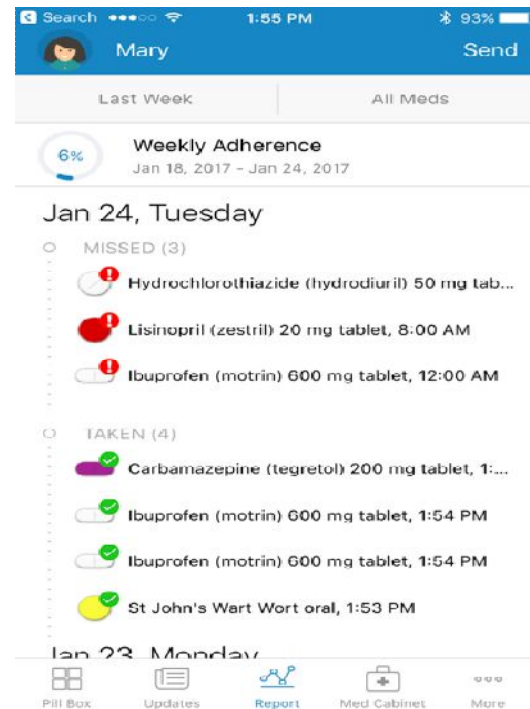 Search 1:55 PM 93%
Mary Send
Last Week All Meds
6% Weekly Adherence
Jan 18, 2017 - Jan 24, 2017
Jan 24, Tuesday
MISSED (3)
Hydrochlorothiazide (hydrodiuril) 50 mg tab...
Lisinopril (zestril) 20 mg tablet, 8:00 AM
Ibuprofen (motrin) 600 mg tablet, 12:00 AM
TAKEN (4)
Carbamazepine (tegretol) 200 mg tablet, 1:...
Ibuprofen (motrin) 600 mg tablet, 1:54 PM
Ibuprofen (motrin) 600 mg tablet, 1:54 PM
St John's Wart Wort oral, 1:53 PM
Jan 23, Monday
Pill Box Updates Report Med Cabinet More